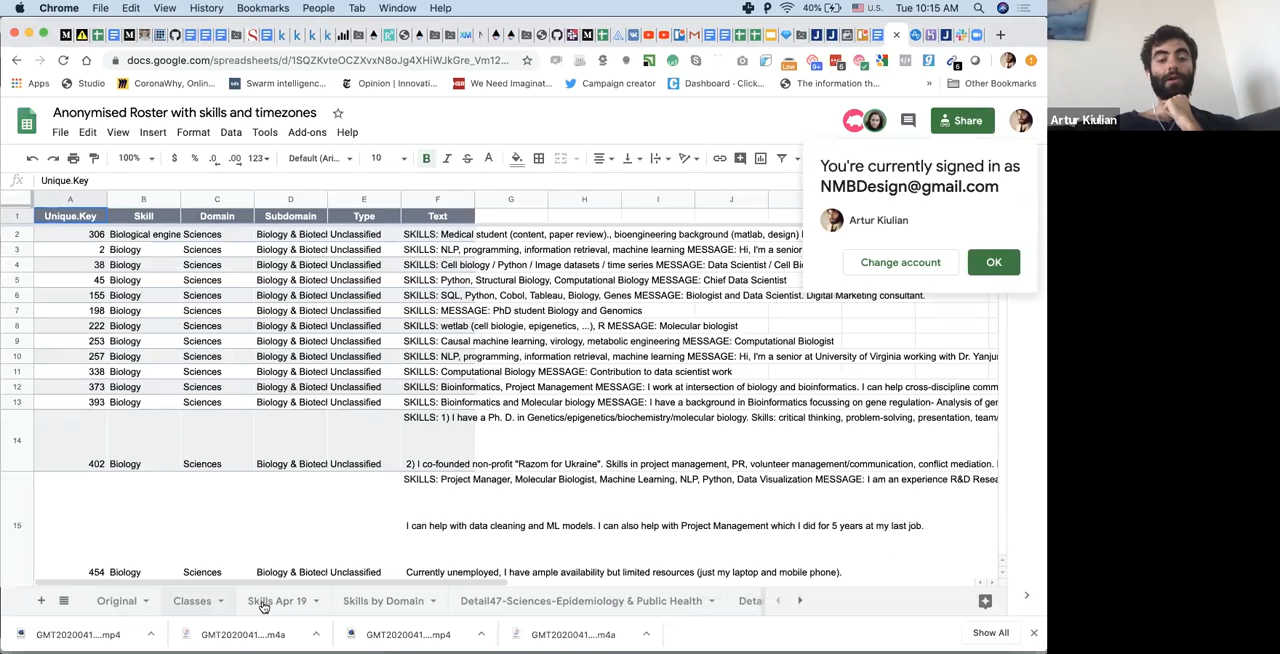 Chrome File Edit View History Bookmarks People Tab Window Help 40% U.S. Tue 10:15 AM
docs.google.com/spreadsheets/d/1SQZKvteOCZXvxN8oJg4XHiWJkGre_Vm12...
Apps Studio CoronaWhy, Onlin... Swarm intelligenc... Opinion | Innovati... We Need Imaginat... Campaign creator Dashboard - Click... The information th... » Other Bookmarks
Anonymised Roster with skills and timezones
File Edit View Insert Format Data Tools Add-ons Help
Share
100% $ % .0 .00 123 Default (Ari... 10 B I S A
fx Unique.Key
You're currently signed in as
NMBDesign@gmail.com
Artur Kiulian
Change account OK
Artur Kiulian
A B C D E F G H I J
1 Unique.Key Skill Domain Subdomain Type Text
2 306 Biological engine Sciences Biology & Biotecl Unclassified SKILLS: Medical student (content, paper review)., bioengineering background (matlab, design)
3 2 Biology Sciences Biology & Biotecl Unclassified SKILLS: NLP, programming, information retrieval, machine learning MESSAGE: Hi, I'm a senior
4 38 Biology Sciences Biology & Biotecl Unclassified SKILLS: Cell biology / Python / Image datasets / time series MESSAGE: Data Scientist / Cell Bi
5 45 Biology Sciences Biology & Biotecl Unclassified SKILLS: Python, Structural Biology, Computational Biology MESSAGE: Chief Data Scientist
6 155 Biology Sciences Biology & Biotecl Unclassified SKILLS: SQL, Python, Cobol, Tableau, Biology, Genes MESSAGE: Biologist and Data Scientist. Digital Marketing consultant.
7 198 Biology Sciences Biology & Biotecl Unclassified SKILLS: MESSAGE: PhD student Biology and Genomics
8 222 Biology Sciences Biology & Biotecl Unclassified SKILLS: wetlab (cell biologie, epigenetics, ...), R MESSAGE: Molecular biologist
9 253 Biology Sciences Biology & Biotecl Unclassified SKILLS: Causal machine learning, virology, metabolic engineering MESSAGE: Computational Biologist
10 257 Biology Sciences Biology & Biotecl Unclassified SKILLS: NLP, programming, information retrieval, machine learning MESSAGE: Hi, I'm a senior at University of Virginia working with Dr. Yanjun
11 338 Biology Sciences Biology & Biotecl Unclassified SKILLS: Computational Biology MESSAGE: Contribution to data scientist work
12 373 Biology Sciences Biology & Biotecl Unclassified SKILLS: Bioinformatics, Project Management MESSAGE: I work at intersection of biology and bioinformatics. I can help cross-discipline comm
13 393 Biology Sciences Biology & Biotecl Unclassified SKILLS: Bioinformatics and Molecular biology MESSAGE: I have a background in Bioinformatics focussing on gene regulation- Analysis of ger
SKILLS: 1) I have a Ph. D. in Genetics/epigenetics/biochemistry/molecular biology. Skills: critical thinking, problem-solving, presentation, team
14
402 Biology Sciences Biology & Biotecl Unclassified 2) I co-founded non-profit "Razom for Ukraine". Skills in project management, PR, volunteer management/communication, conflict mediation.
SKILLS: Project Manager, Molecular Biologist, Machine Learning, NLP, Python, Data Visualization MESSAGE: I am an experience R&D Resea
15 I can help with data cleaning and ML models. I can also help with Project Management which I did for 5 years at my last job.
454 Biology Sciences Biology & Biotecl Unclassified Currently unemployed, I have ample availability but limited resources (just my laptop and mobile phone).
Original Classes Skills Apr 19 Skills by Domain Detail47-Sciences-Epidemiology & Public Health Deta
GMT2020041....mp4 GMT2020041....m4a GMT2020041....mp4 GMT2020041....m4a Show All